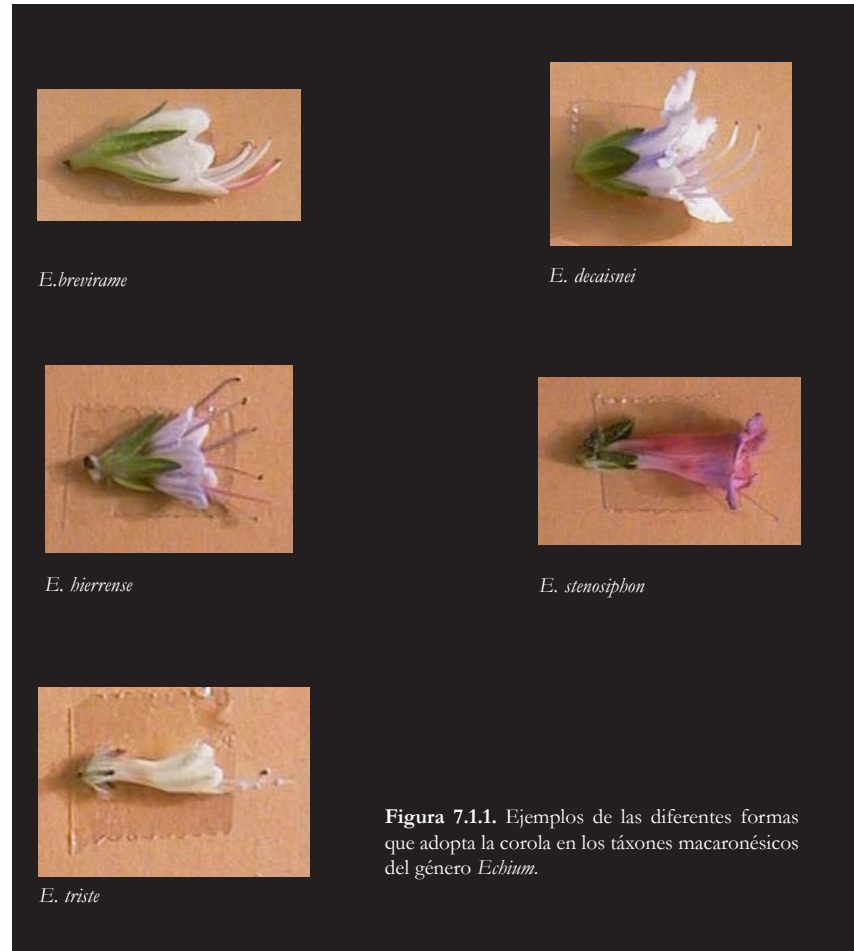 E.brevirame
E. decaisnei
E. hierrense
E. stenosiphon
E. triste
Figura 7.1.1. Ejemplos de las diferentes formas
que adopta la corola en los táxones macaronésicos
del género Echium.